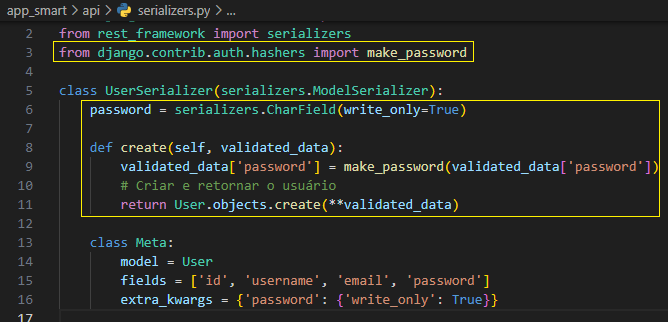 app_smart > api > serializers.py > ...
2 from rest_framework import serializers
3 from django.contrib.auth.hashers import make_password
4
5 class UserSerializer(serializers.ModelSerializer):
6     password = serializers.CharField(write_only=True)
7
8     def create(self, validated_data):
9         validated_data['password'] = make_password(validated_data['password'])
10         # Criar e retornar o usuário
11         return User.objects.create(**validated_data)
12
13     class Meta:
14         model = User
15         fields = ['id', 'username', 'email', 'password']
16         extra_kwargs = {'password': {'write_only': True}}
17